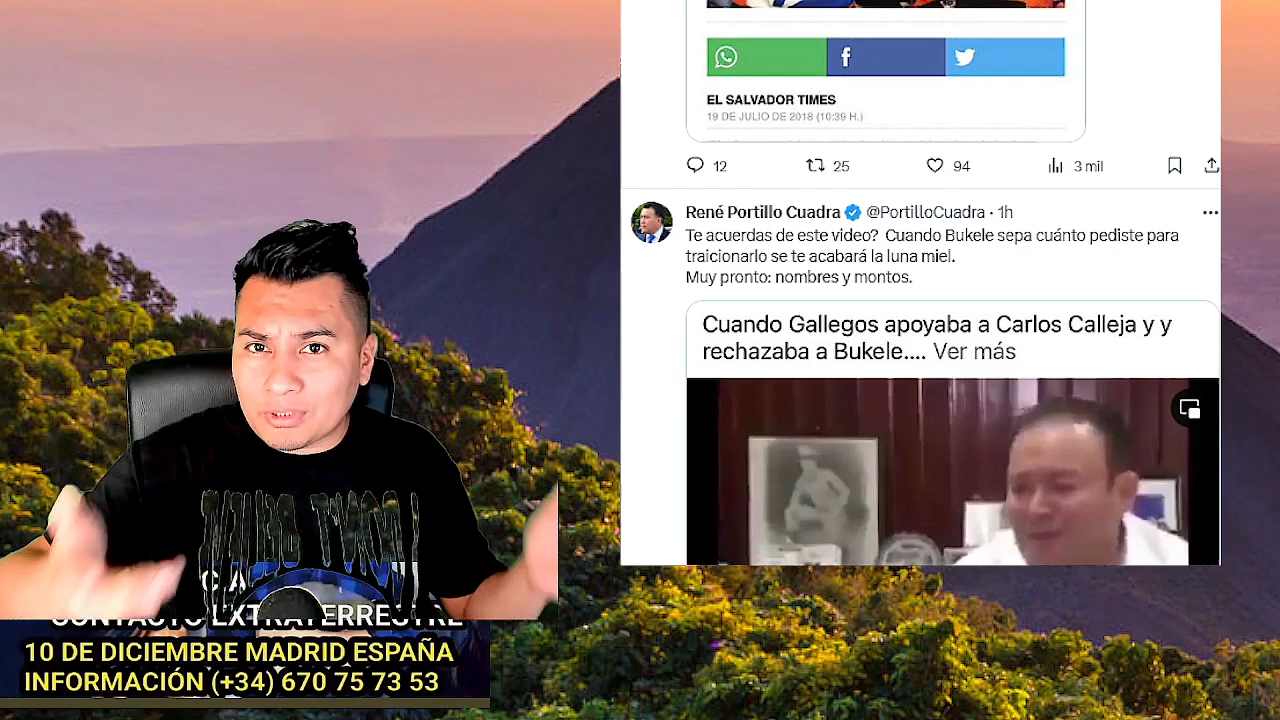 EL SALVADOR TIMES
19 DE JULIO DE 2018 (10:39 H.)
12 25 94 3 mil
René Portillo Cuadra @PortilloCuadra · 1h
Te acuerdas de este video? Cuando Bukele sepa cuánto pediste para
traicionarlo se te acabará la luna miel.
Muy pronto: nombres y montos.
Cuando Gallegos apoyaba a Carlos Calleja y y
rechazaba a Bukele.... Ver más
CONTACTO EXTRATERRESTRE
10 DE DICIEMBRE MADRID ESPAÑA
INFORMACIÓN (+34) 670 75 73 53